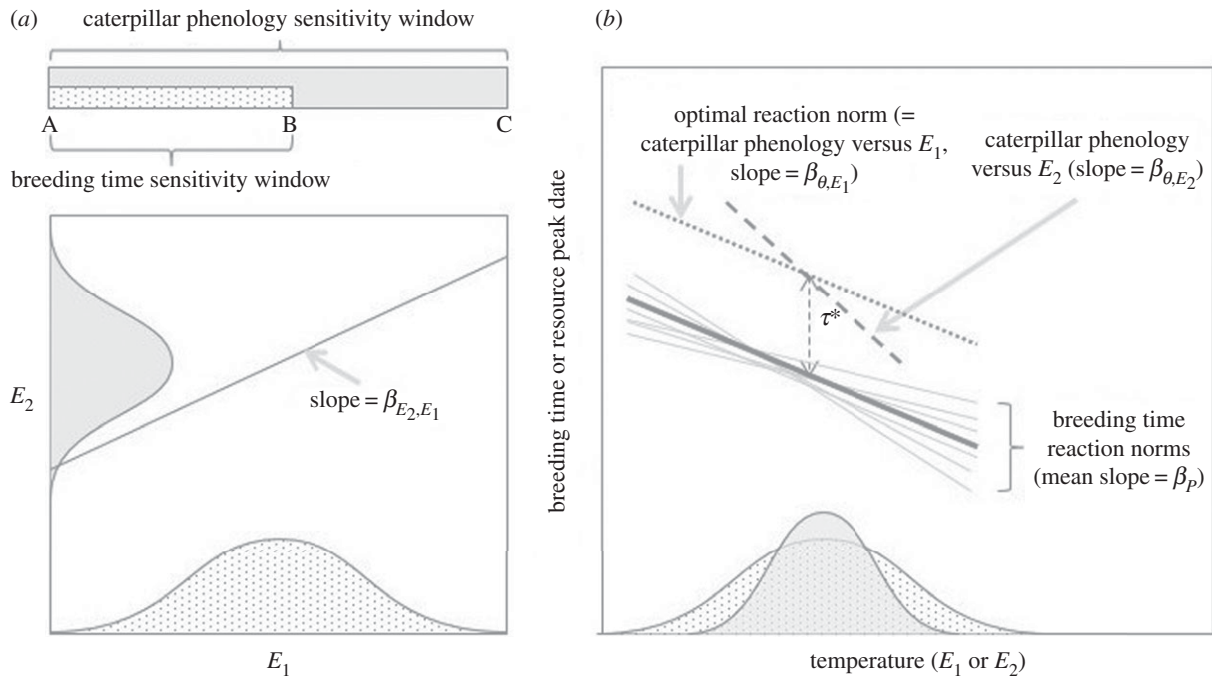 (a)
caterpillar phenology sensitivity window
A B C
breeding time sensitivity window
E2
slope = βE2,E1
E1
(b)
optimal reaction norm (=
caterpillar phenology versus E1,
slope = βθ,E1)
caterpillar phenology
versus E2 (slope = βθ,E2)
τ*
breeding time
reaction norms
(mean slope = βP)
breeding time or resource peak date
temperature (E1 or E2)